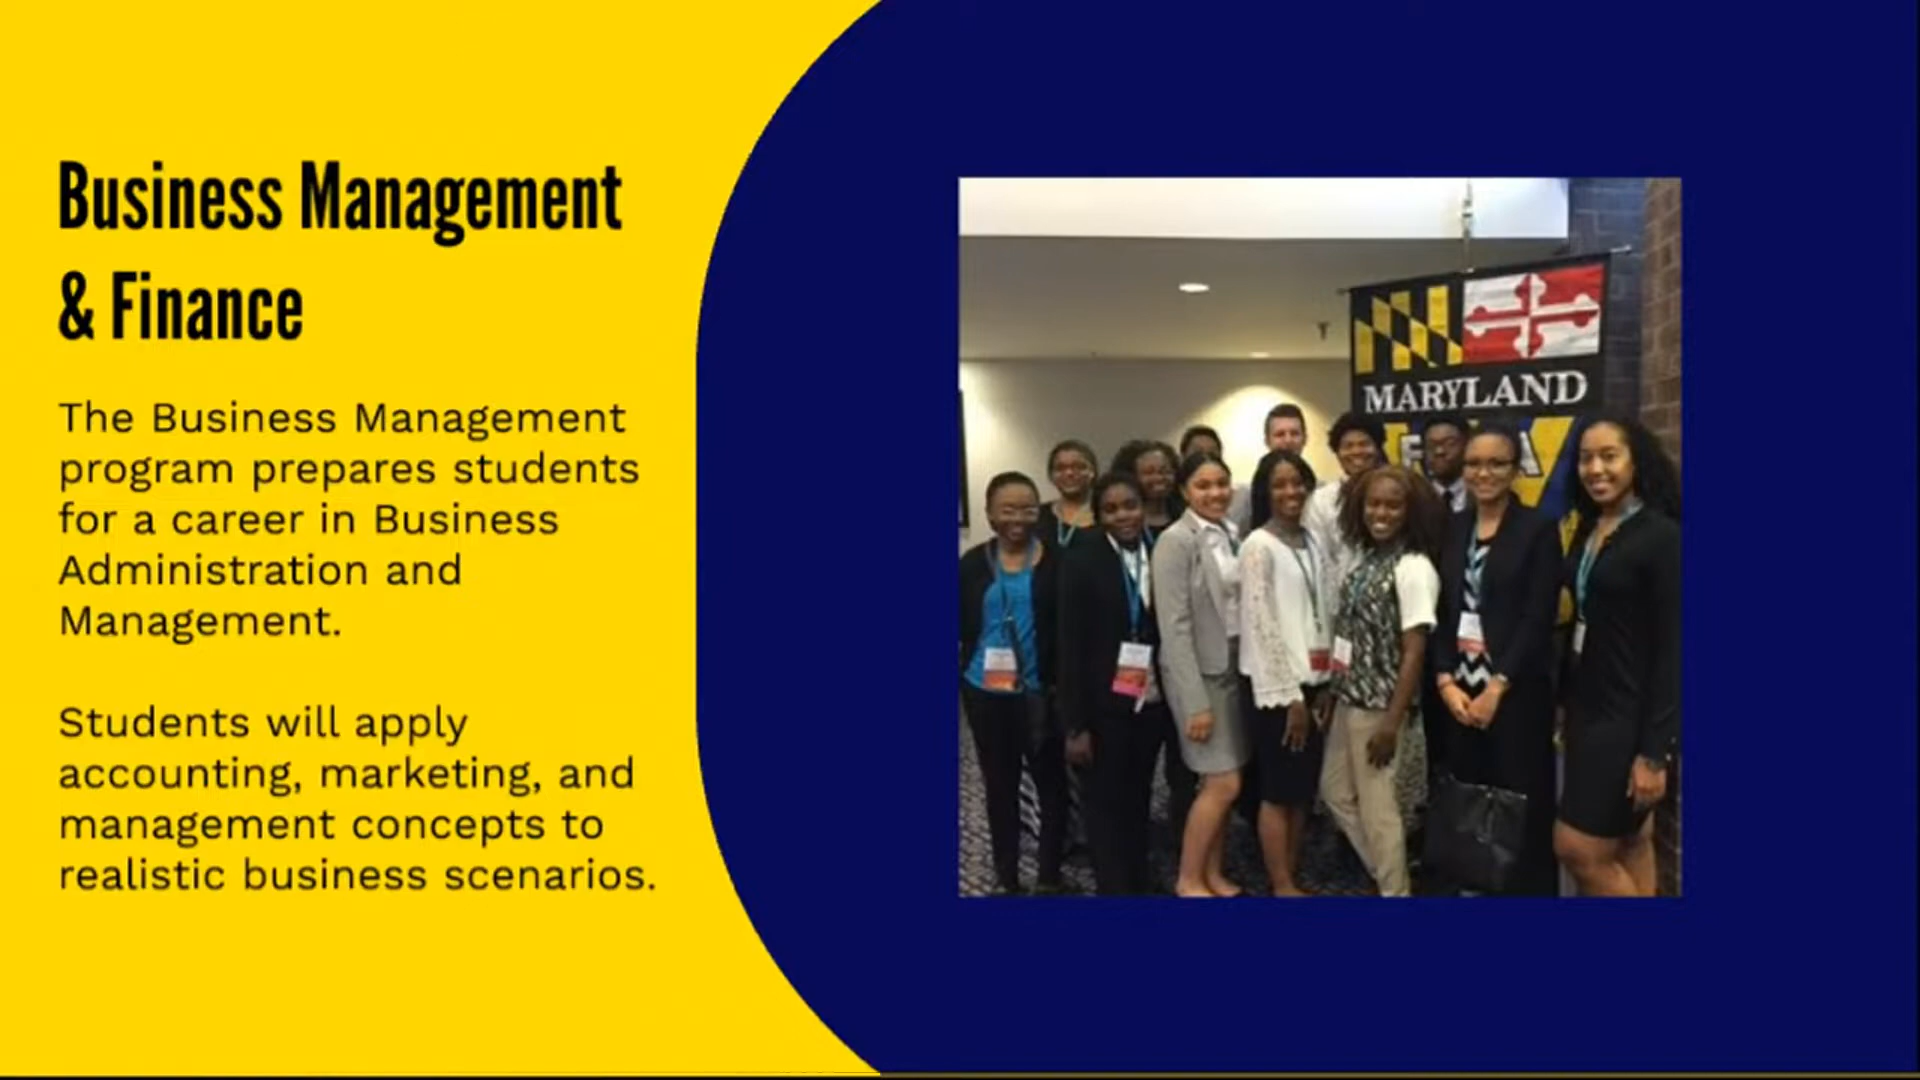 Business Management
& Finance
The Business Management
program prepares students
for a career in Business
Administration and
Management.
Students will apply
accounting, marketing, and
management concepts to
realistic business scenarios.
MARYLAND